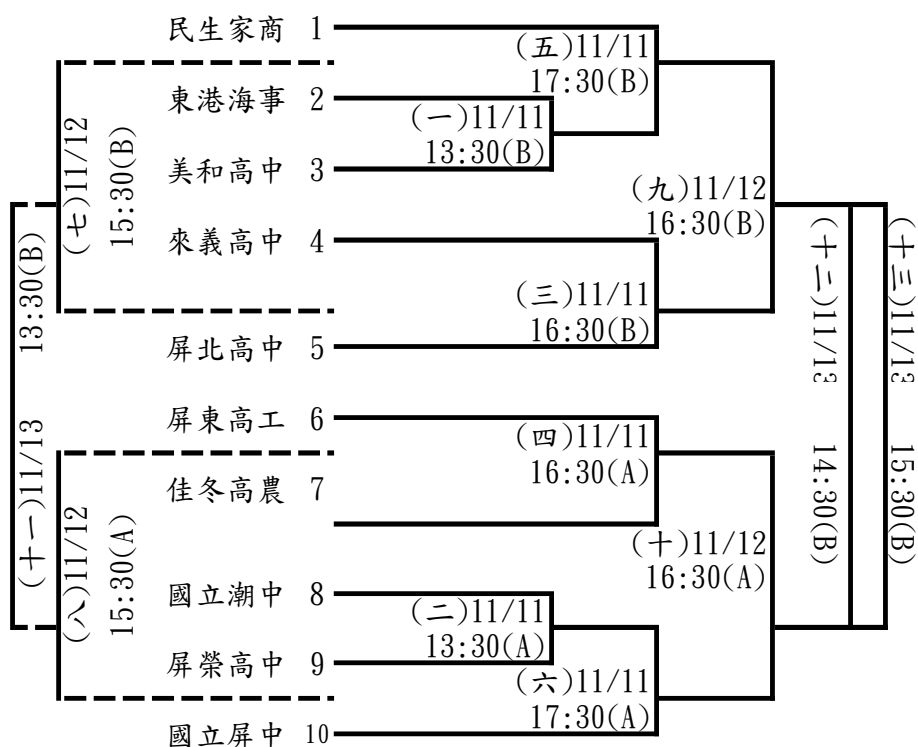 民生家商 1
(五)11/11
17:30(B)
東港海事 2
(一)11/11
13:30(B)
美和高中 3
(七)11/12
15:30(B)
(九)11/12
16:30(B)
來義高中 4
(三)11/11
16:30(B)
屏北高中 5
(十一)11/13
13:30(B)
(十二)11/13
14:30(B)
(十三)11/13
15:30(B)
屏東高工 6
(四)11/11
16:30(A)
佳冬高農 7
(八)11/12
15:30(A)
(十)11/12
16:30(A)
國立潮中 8
(二)11/11
13:30(A)
屏榮高中 9
(六)11/11
17:30(A)
國立屏中 10